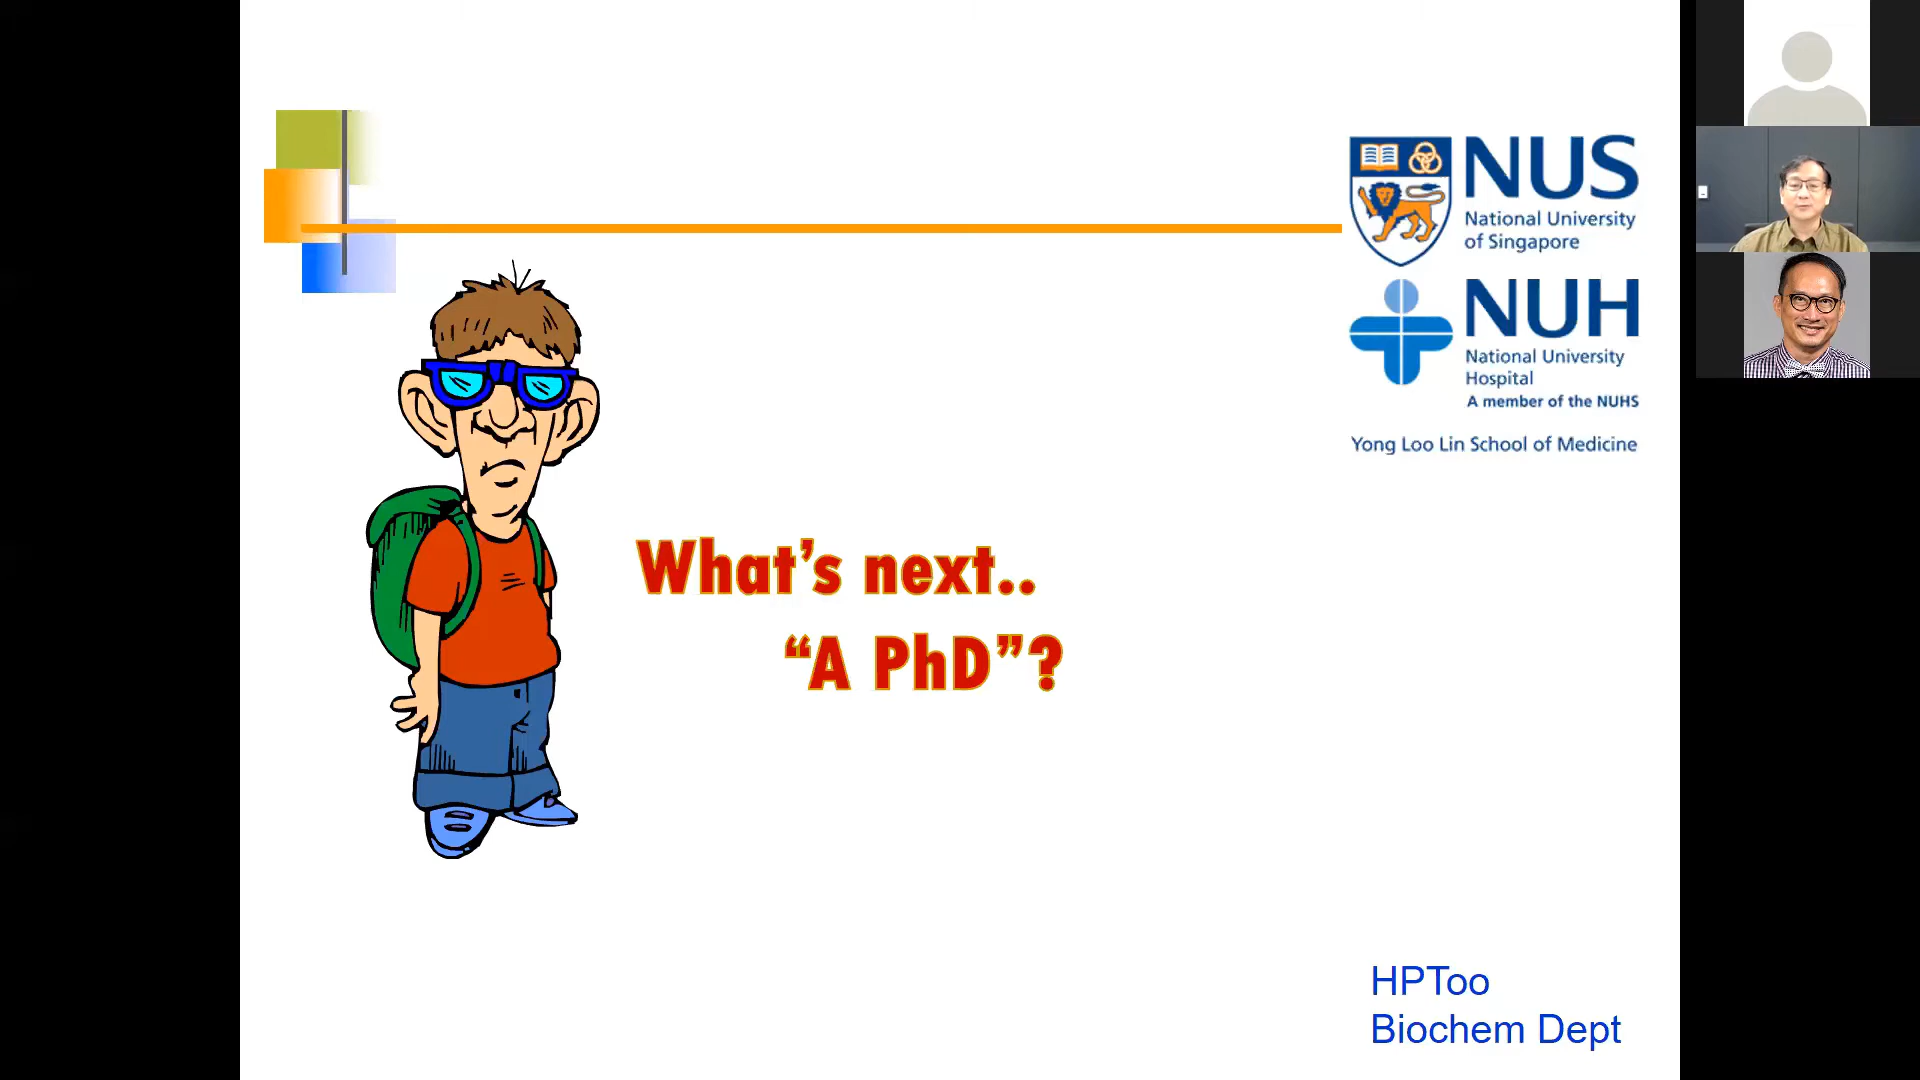 NUS
National University
of Singapore
NUH
National University
Hospital
A member of the NUHS
Yong Loo Lin School of Medicine
What’s next..
“A PhD”?
HPToo
Biochem Dept